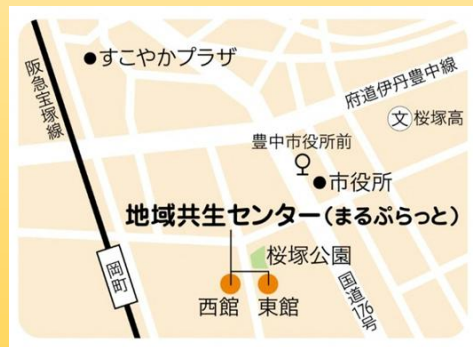 すこやかプラザ
阪急宝塚線
府道伊丹豊中線
文 桜塚高
豊中市役所前
市役所
地域共生センター(まるぷらっと)
桜塚公園
岡町
西館
東館
国道176号